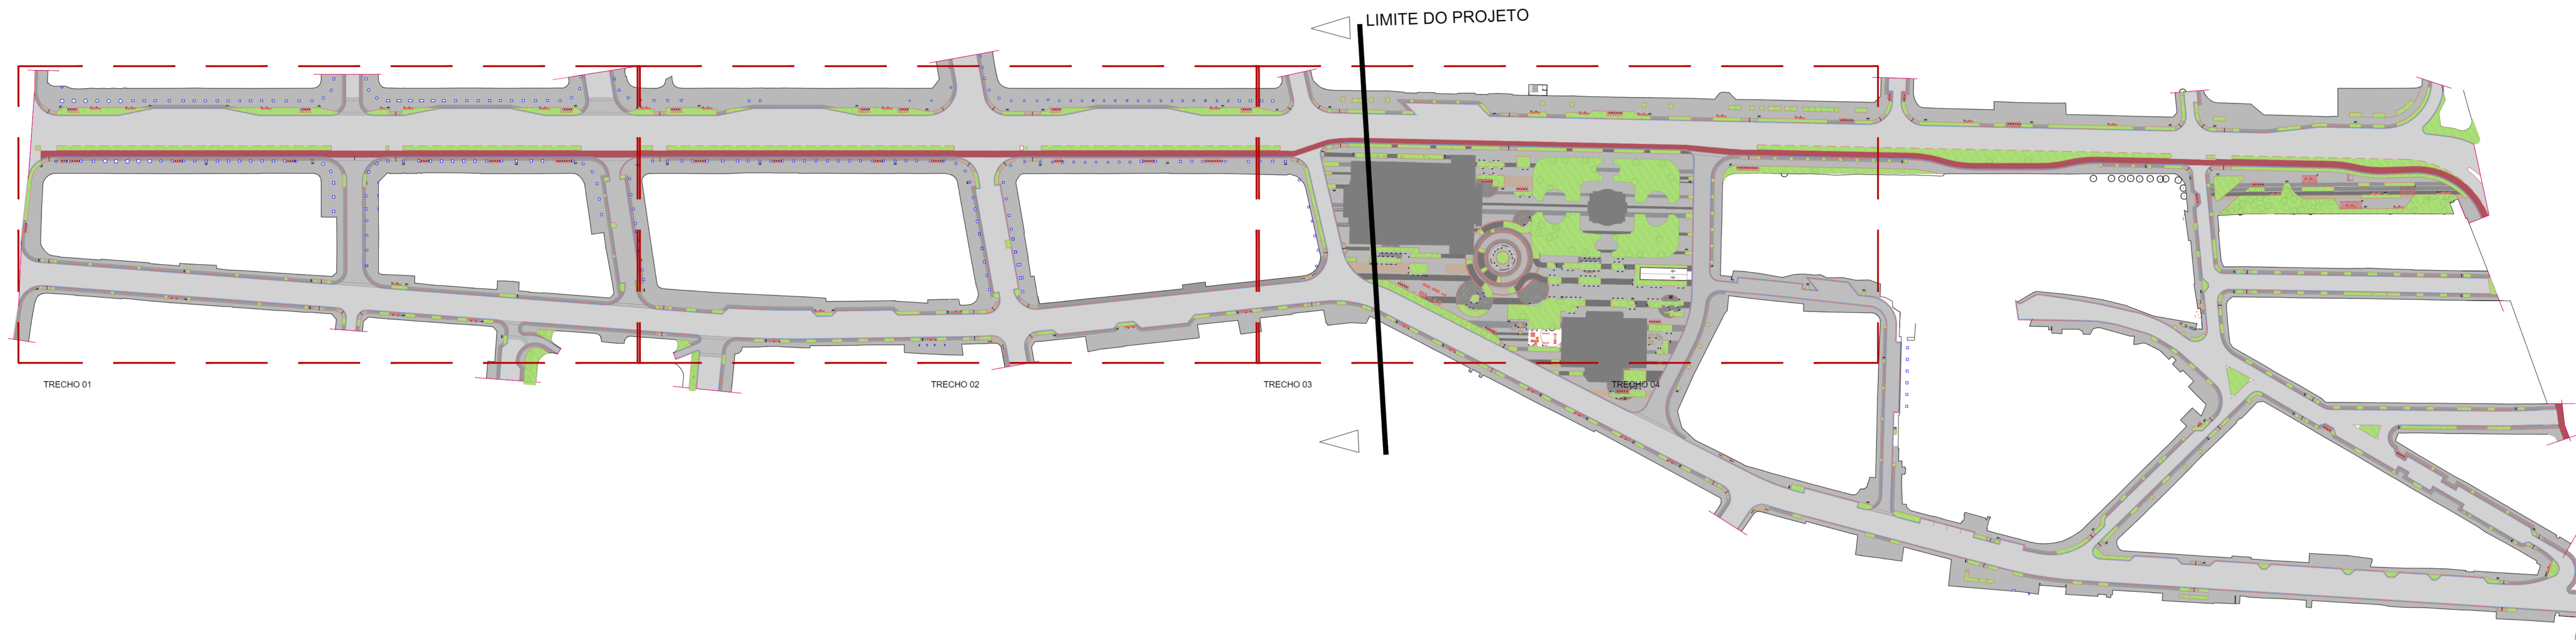 LIMITE DO PROJETO
TRECHO 01
TRECHO 02
TRECHO 03
TRECHO 04